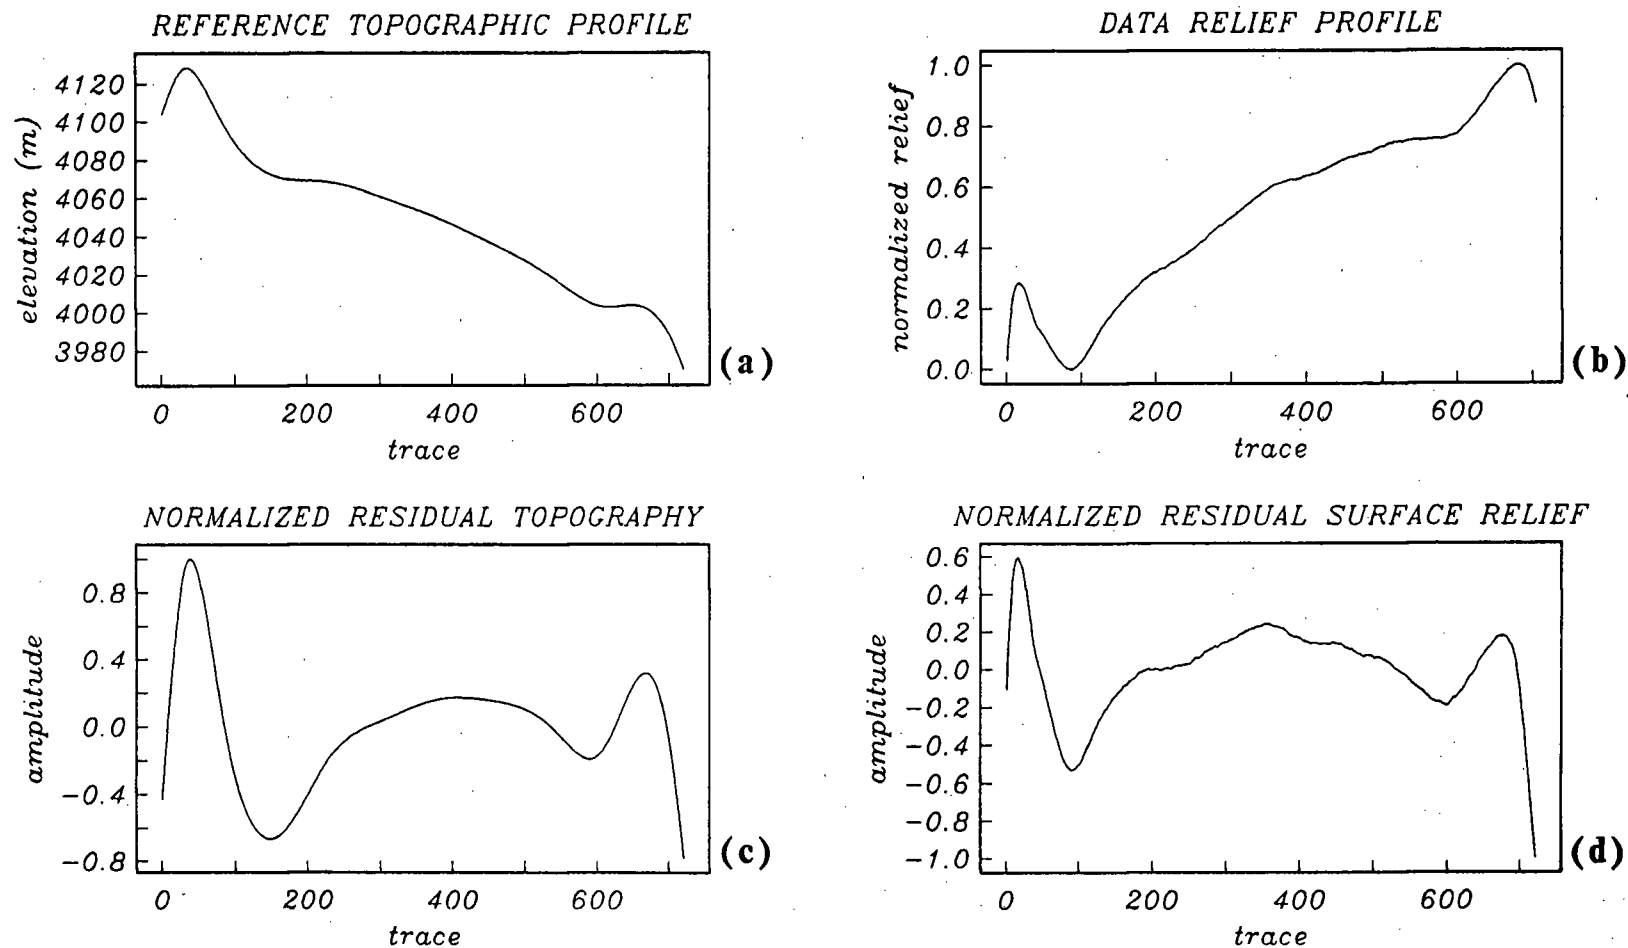 REFERENCE TOPOGRAPHIC PROFILE
4120
4100
4080
4060
4040
4020
4000
3980
elevation (m)
0 200 400 600
trace
(a)
DATA RELIEF PROFILE
1.0
0.8
0.6
0.4
0.2
0.0
normalized relief
0 200 400 600
trace
(b)
NORMALIZED RESIDUAL TOPOGRAPHY
0.8
0.4
0.0
-0.4
-0.8
amplitude
0 200 400 600
trace
(c)
NORMALIZED RESIDUAL SURFACE RELIEF
0.6
0.4
0.2
0.0
-0.2
-0.4
-0.6
-0.8
-1.0
amplitude
0 200 400 600
trace
(d)